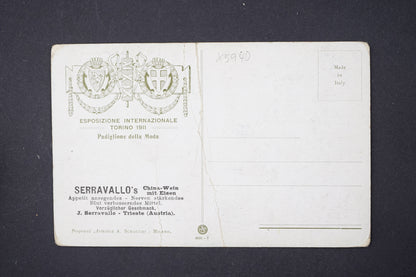 x5940
Made
in
Italy
ESPOSIZIONE INTERNAZIONALE
TORINO 1911
Padiglione della Moda
SERRAVALLO's China-Wein
mit Eisen
Appetit anregendes - Nerven stärkendes
Blut verbesserndes Mittel.
Vorzüglicher Geschmack.
J. Serravallo - Trieste (Austria).